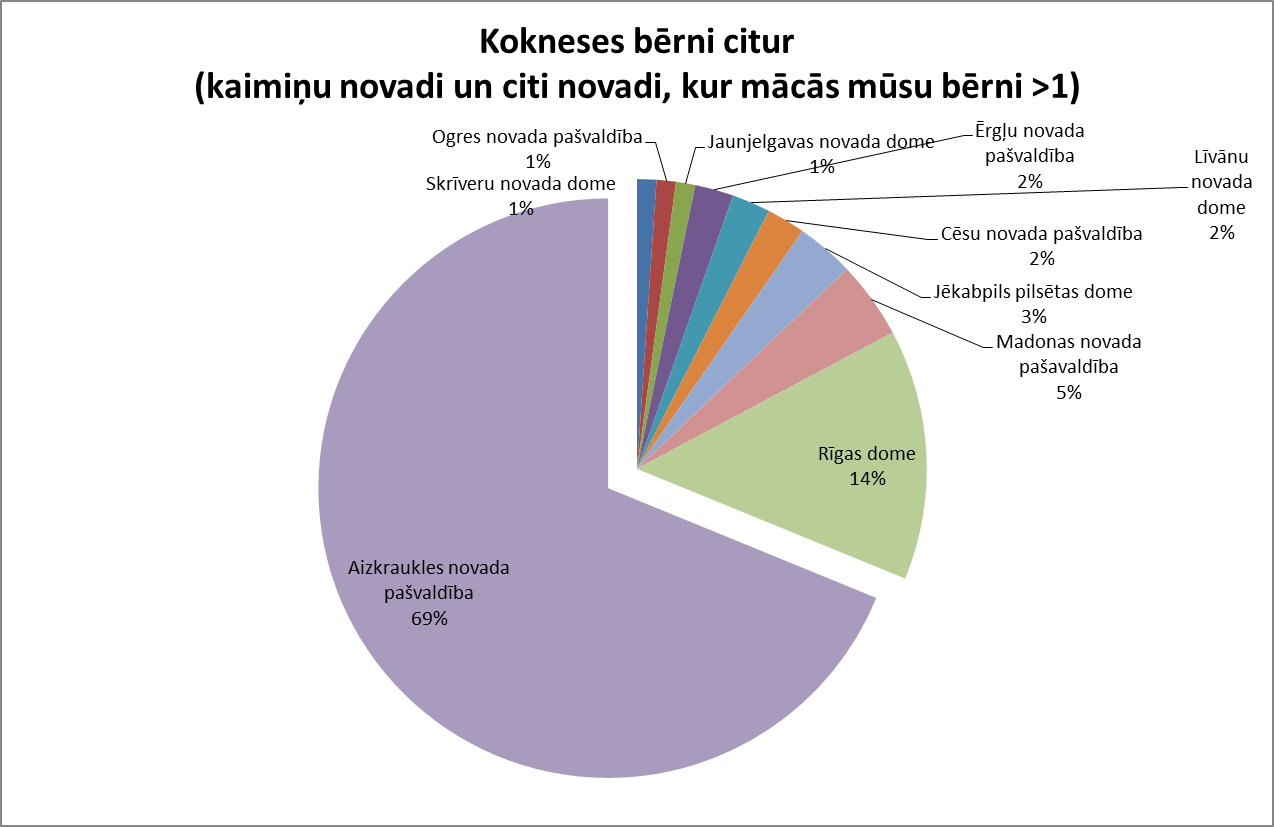 Kokneses bērni citur
(kaimiņu novadi un citi novadi, kur mācās mūsu bērni >1)
Ogres novada pašvaldība
1%
Skrīveru novada dome
1%
Jaunjelgavas novada dome
1%
Ērgļu novada
pašvaldība
2%
Līvānu
novada
dome
2%
Cēsu novada pašvaldība
2%
Jēkabpils pilsētas dome
3%
Madonas novada
pašavaldība
5%
Rīgas dome
14%
Aizkraukles novada
pašvaldība
69%